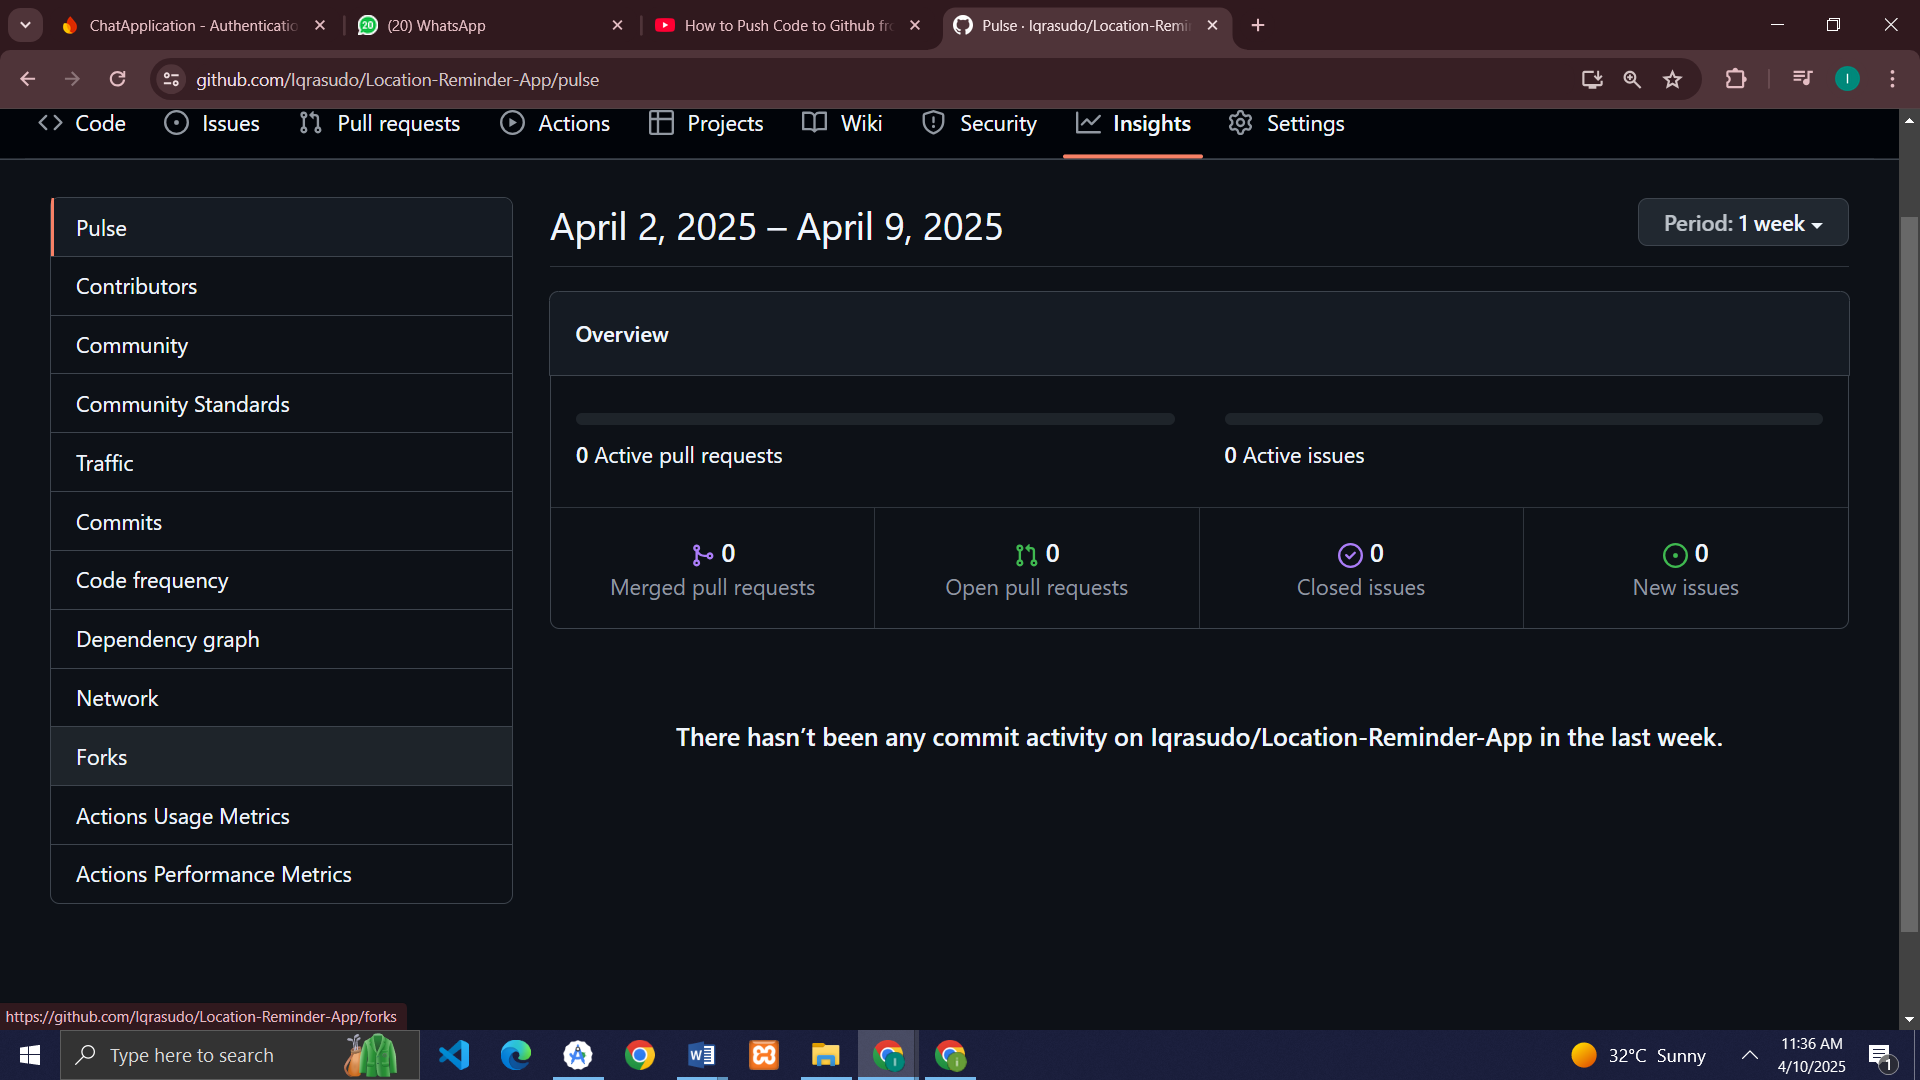 ChatApplication - Authenticatio
20
(20) WhatsApp
How to Push Code to Github fr
Pulse · Iqrasudo/Location-Remi
github.com/Iqrasudo/Location-Reminder-App/pulse
I
Code
Issues
Pull requests
Actions
Projects
Wiki
Security
Insights
Settings
Pulse
Contributors
Community
Community Standards
Traffic
Commits
Code frequency
Dependency graph
Network
Forks
Actions Usage Metrics
Actions Performance Metrics
April 2, 2025 – April 9, 2025
Period: 1 week
Overview
0 Active pull requests
0 Active issues
0
Merged pull requests
0
Open pull requests
0
Closed issues
0
New issues
There hasn’t been any commit activity on Iqrasudo/Location-Reminder-App in the last week.
https://github.com/Iqrasudo/Location-Reminder-App/forks
Type here to search
32°C Sunny
11:36 AM
4/10/2025
1